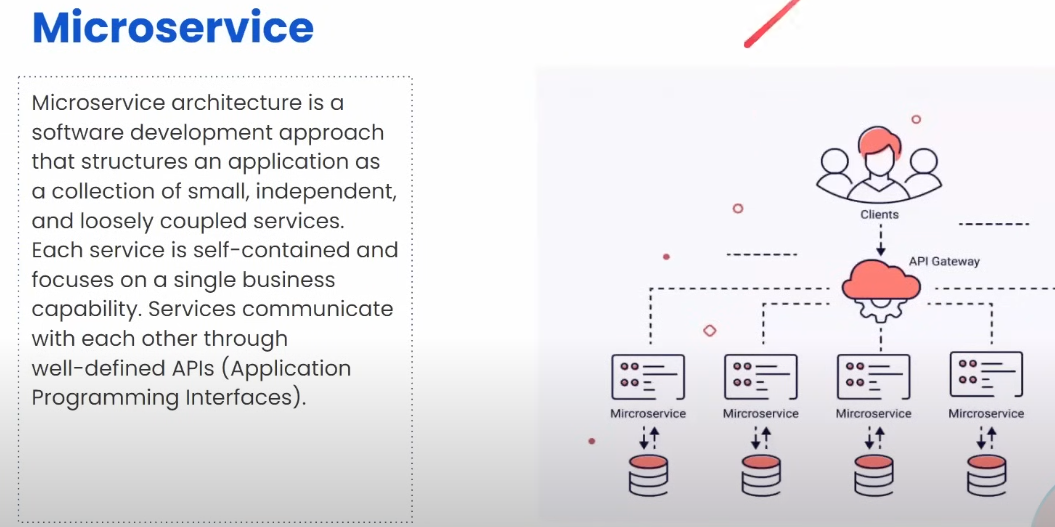 Microservice
Microservice architecture is a
software development approach
that structures an application as
a collection of small, independent,
and loosely coupled services.
Each service is self-contained and
focuses on a single business
capability. Services communicate
with each other through
well-defined APIs (Application
Programming Interfaces).
Clients
API Gateway
Mircroservice
Mircroservice
Mircroservice
Mircroservice